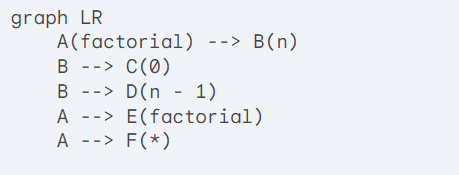 graph LR
    A(factorial) --> B(n)
    B --> C(0)
    B --> D(n - 1)
    A --> E(factorial)
    A --> F(*)